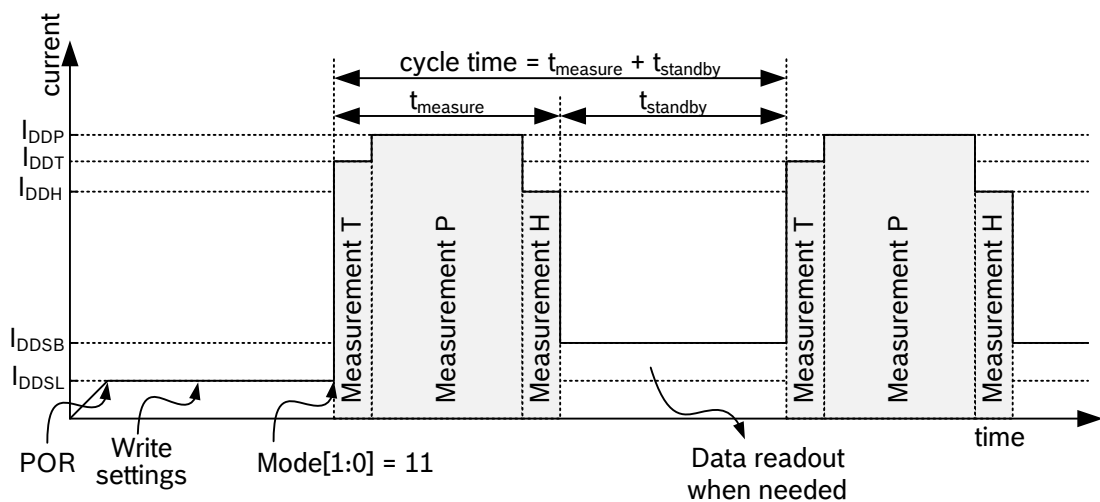 current
cycle time = tmeasure + tstandby
tmeasure
tstandby
IDDP
IDDT
IDDH
IDDSB
IDDSL
Measurement T
Measurement P
Measurement H
Measurement T
Measurement P
Measurement H
time
POR
Write
settings
Mode[1:0] = 11
Data readout
when needed